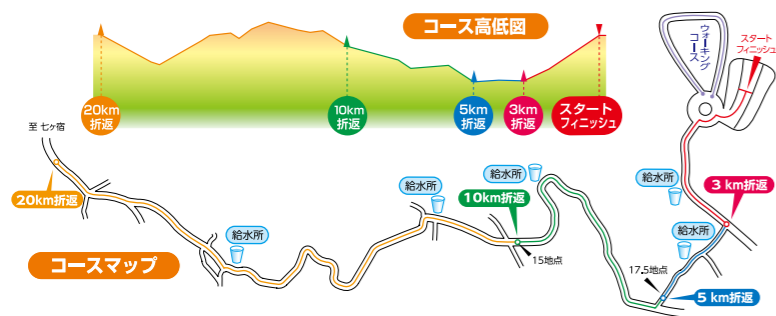 コース高低図
20km
折返
10km
折返
5km
折返
3km
折返
スタート
フィニッシュ
ウォーキング
コース
スタート
フィニッシュ
至 七ヶ宿
20km折返
給水所
給水所
給水所
10km折返
15地点
給水所
3 km折返
給水所
17.5地点
5 km折返
コースマップ